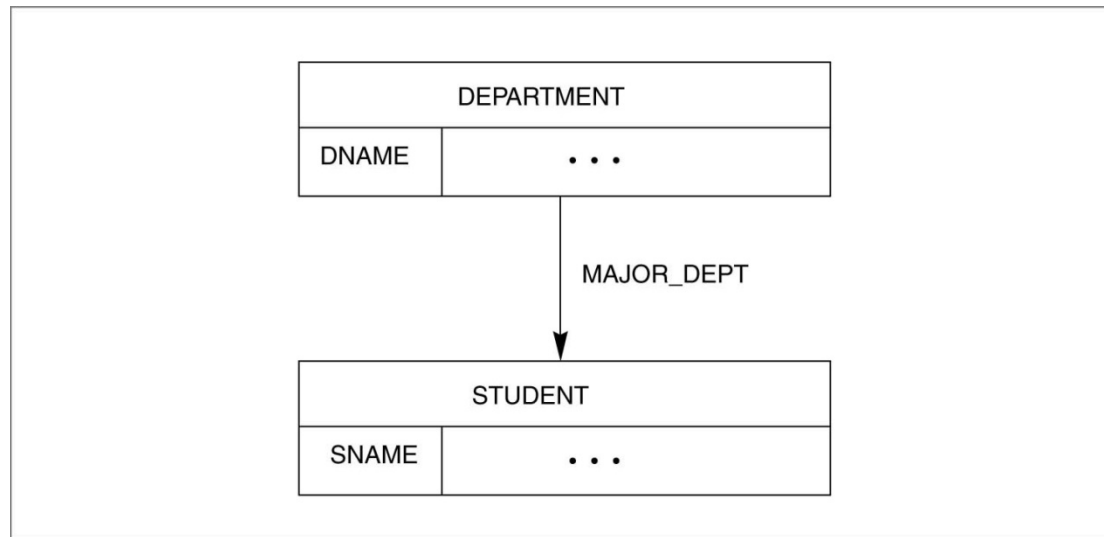 DEPARTMENT
DNAME • • •
MAJOR_DEPT
STUDENT
SNAME • • •